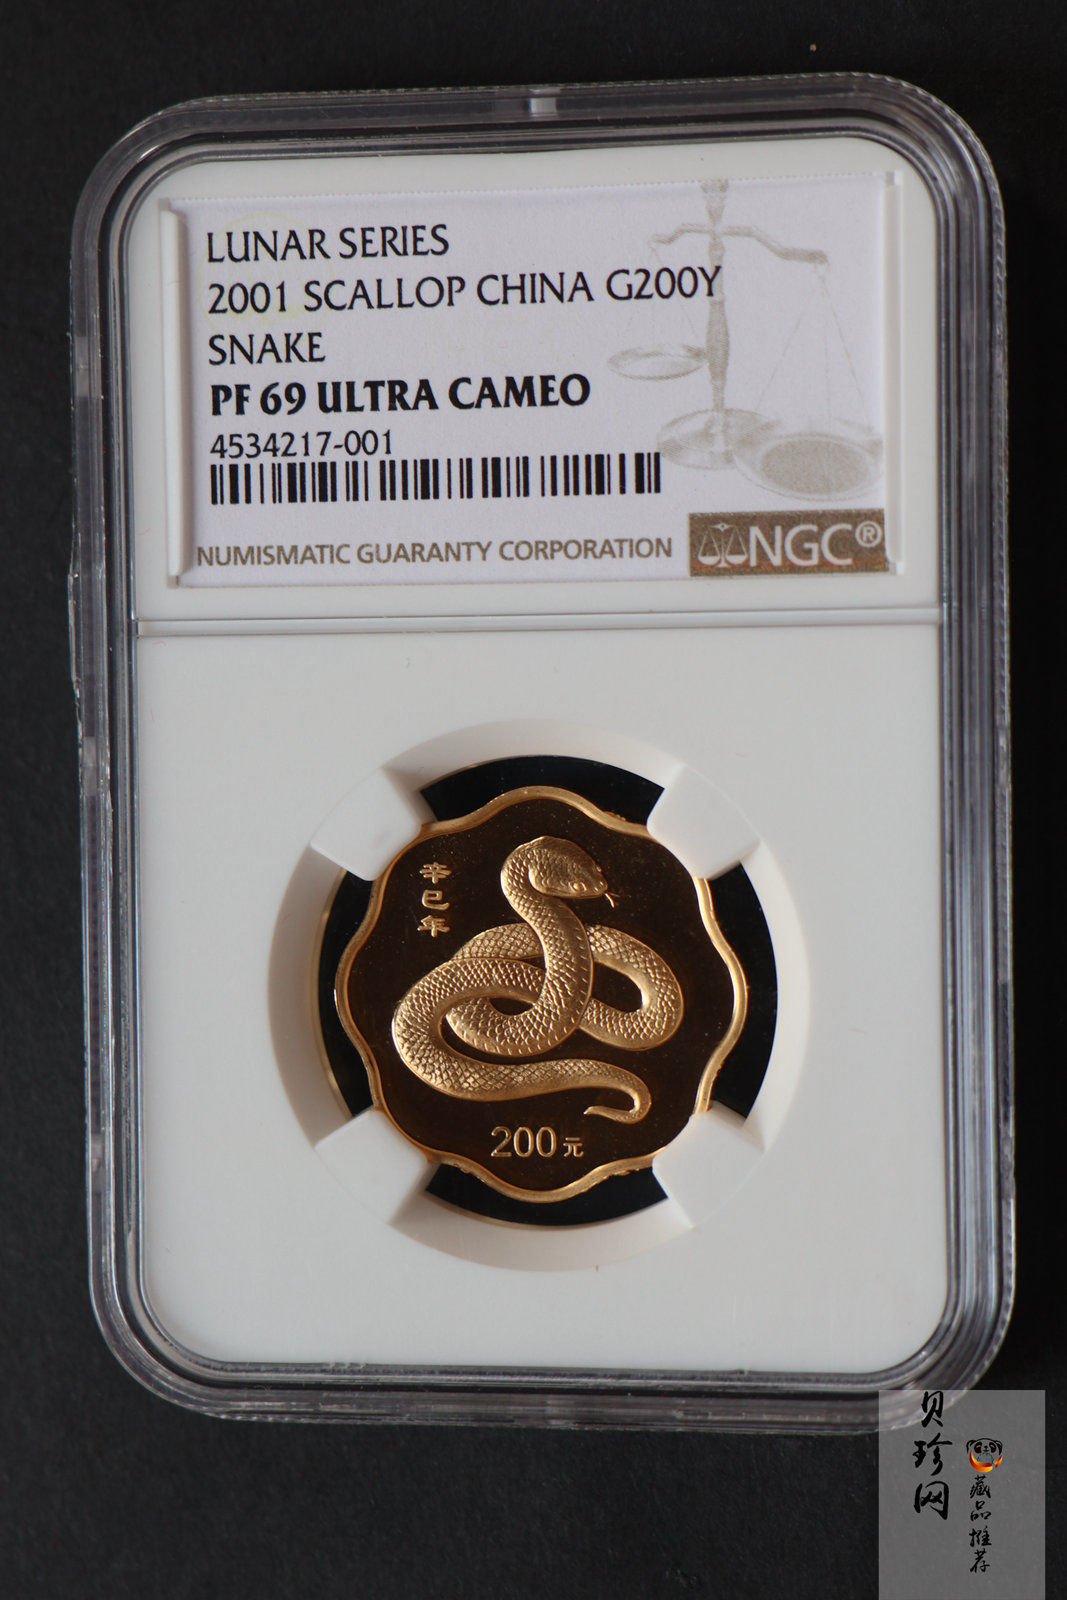 LUNAR SERIES
2001 SCALLOP CHINA G200Y
SNAKE
PF 69 ULTRA CAMEO
4534217-001
NUMISMATIC GUARANTY CORPORATION
NGC®
辛巳年
200元
贝珍网
藏品推荐